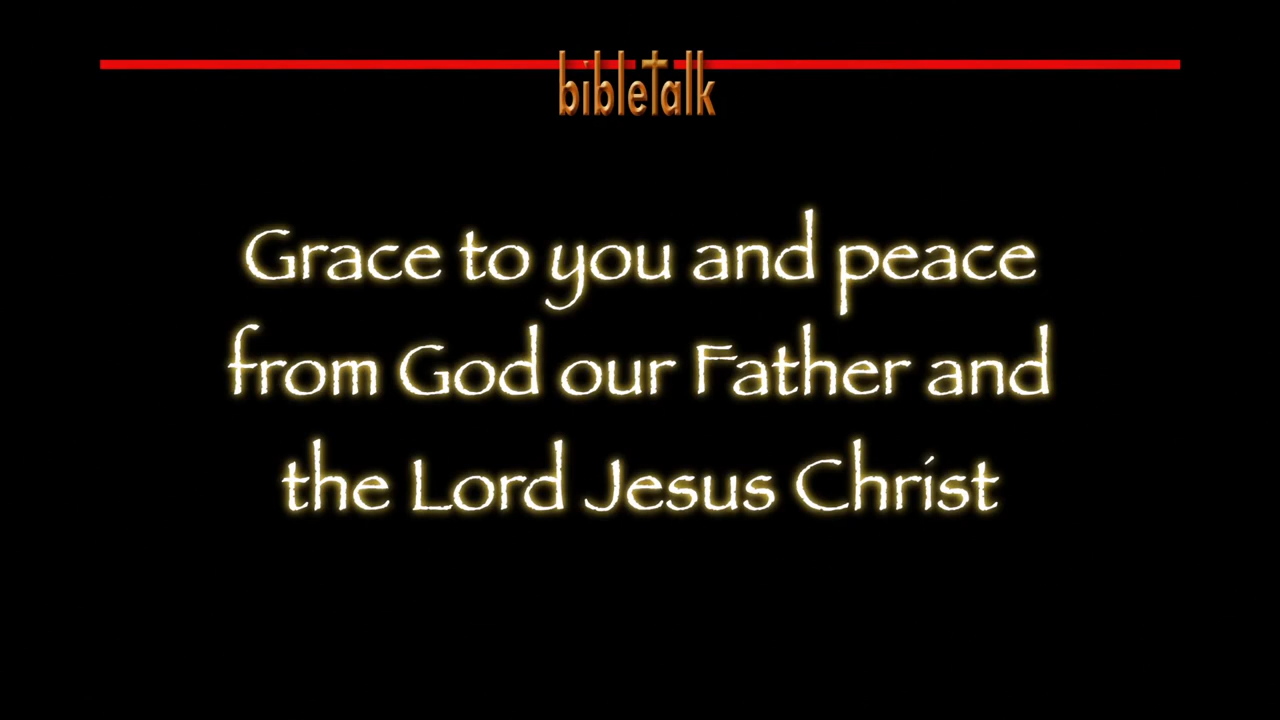 bibleTalk
Grace to you and peace
from God our Father and
the Lord Jesus Christ